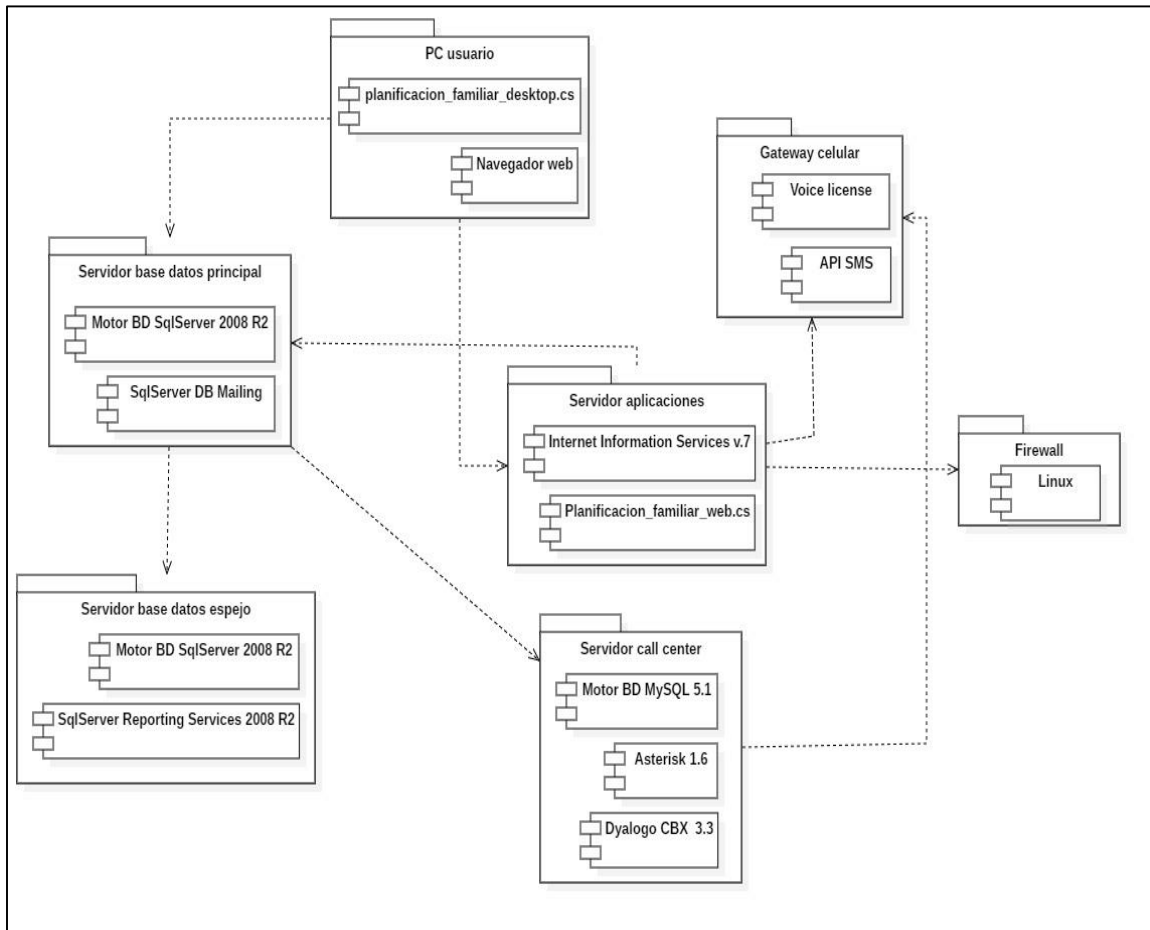 PC usuario
planificacion_familiar_desktop.cs
Navegador web
Gateway celular
Voice license
API SMS
Servidor base datos principal
Motor BD SqlServer 2008 R2
SqlServer DB Mailing
Servidor aplicaciones
Internet Information Services v.7
Planificacion_familiar_web.cs
Firewall
Linux
Servidor base datos espejo
Motor BD SqlServer 2008 R2
SqlServer Reporting Services 2008 R2
Servidor call center
Motor BD MySQL 5.1
Asterisk 1.6
Dyalogo CBX 3.3